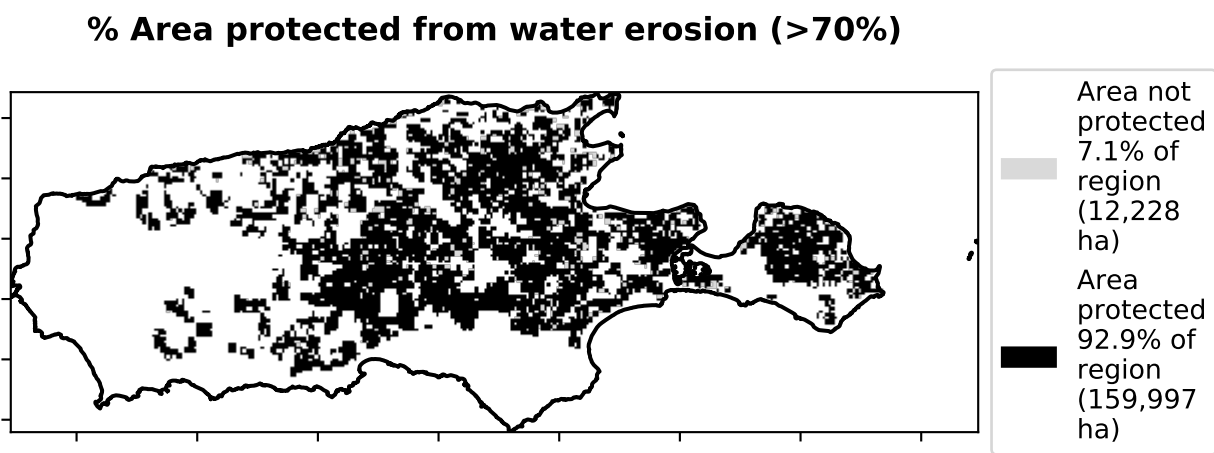 % Area protected from water erosion (>70%)
Area not
protected
7.1% of
region
(12,228
ha)
Area
protected
92.9% of
region
(159,997
ha)